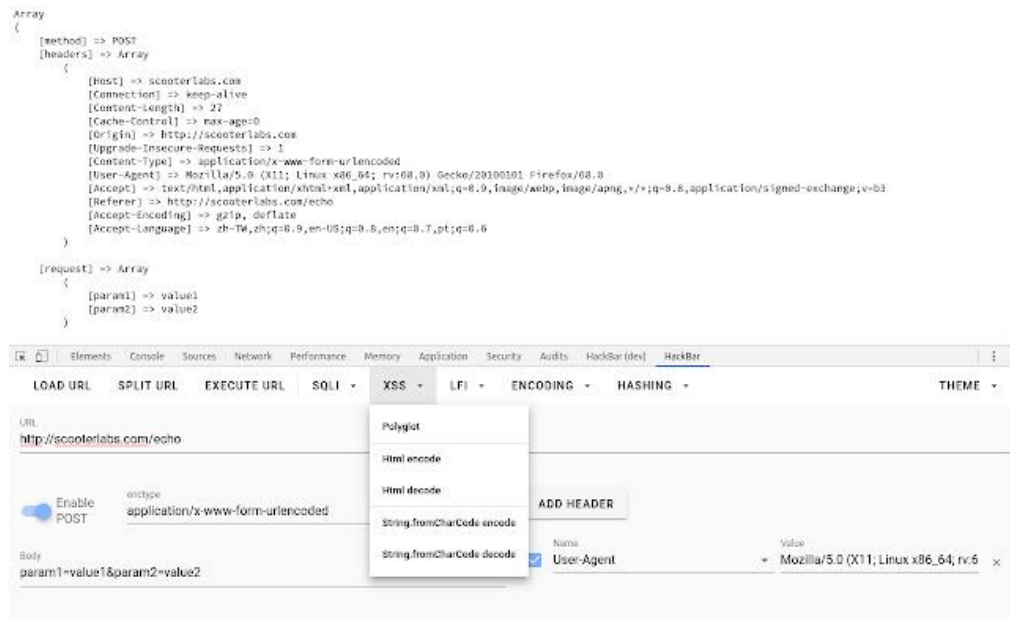 Array
(
[method] => POST
[headers] => Array
(
[Host] => scooterlabs.com
[Connection] => keep-alive
[Content-Length] => 27
[Cache-Control] => max-age=0
[Origin] => http://scooterlabs.com
[Upgrade-Insecure-Requests] => 1
[Content-Type] => application/x-www-form-urlencoded
[User-Agent] => Mozilla/5.0 (X11; Linux x86_64; rv:68.0) Gecko/20100101 Firefox/68.0
[Accept] => text/html,application/xhtml+xml,application/xml;q=0.9,image/webp,image/apng,*/*;q=0.8,application/signed-exchange;v=b3
[Referer] => http://scooterlabs.com/echo
[Accept-Encoding] => gzip, deflate
[Accept-Language] => zh-TW,zh;q=0.9,en-US;q=0.8,en;q=0.7,pt;q=0.6
)
[request] => Array
(
[param1] => value1
[param2] => value2
)
Elements Console Sources Network Performance Memory Application Security Audits HackBar(dev) HackBar
LOAD URL SPLIT URL EXECUTE URL SQLI XSS LFI ENCODING HASHING THEME
URL
http://scooterlabs.com/echo
Polyglot
Html encode
Html decode
String.fromCharCode encode
String.fromCharCode decode
Enable POST
enctype
application/x-www-form-urlencoded
ADD HEADER
Body
param1=value1&param2=value2
Name
User-Agent
Value
Mozilla/5.0 (X11; Linux x86_64; rv:6